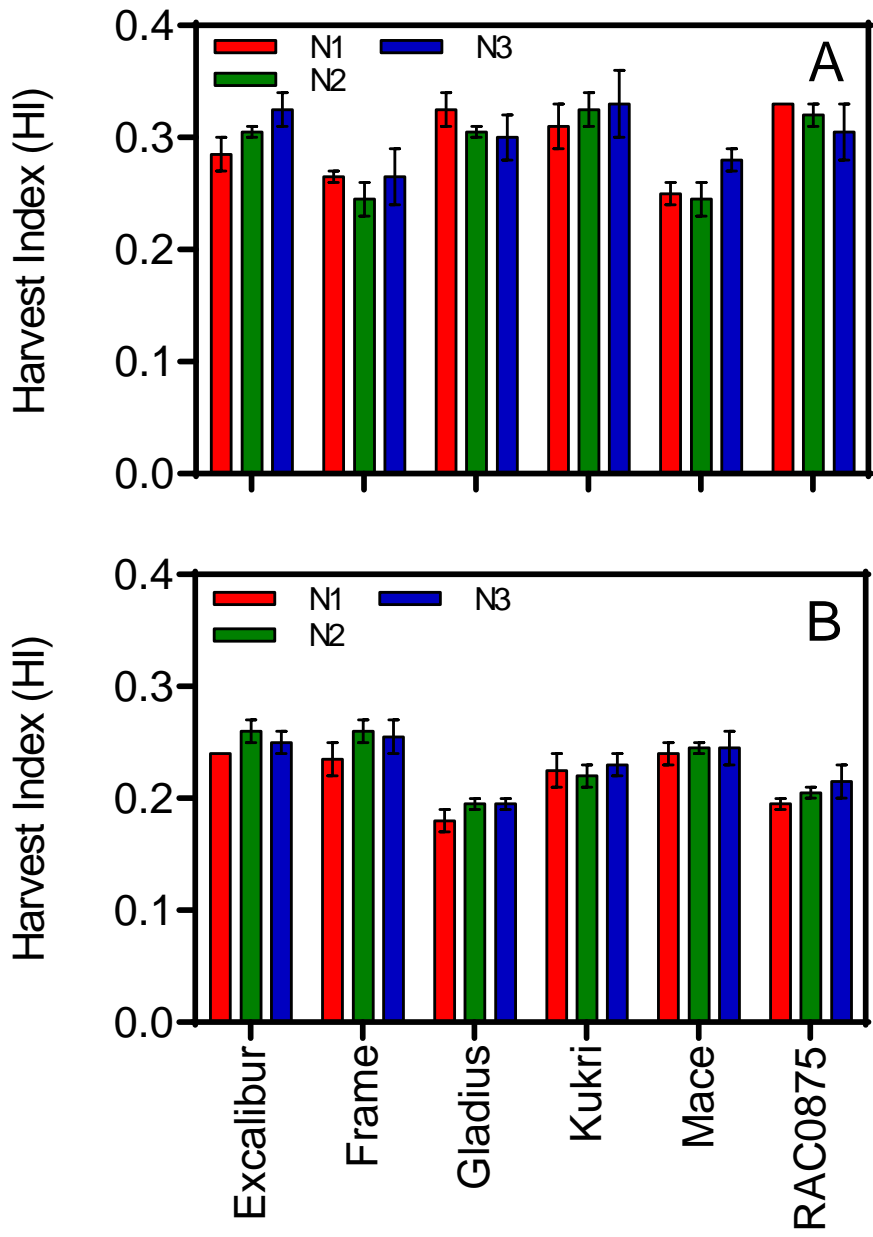 Harvest Index (HI)
0.4
0.3
0.2
0.1
0.0
N1 N3
N2
A
Harvest Index (HI)
0.4
0.3
0.2
0.1
0.0
N1 N3
N2
B
Excalibur
Frame
Gladius
Kukri
Mace
RAC0875